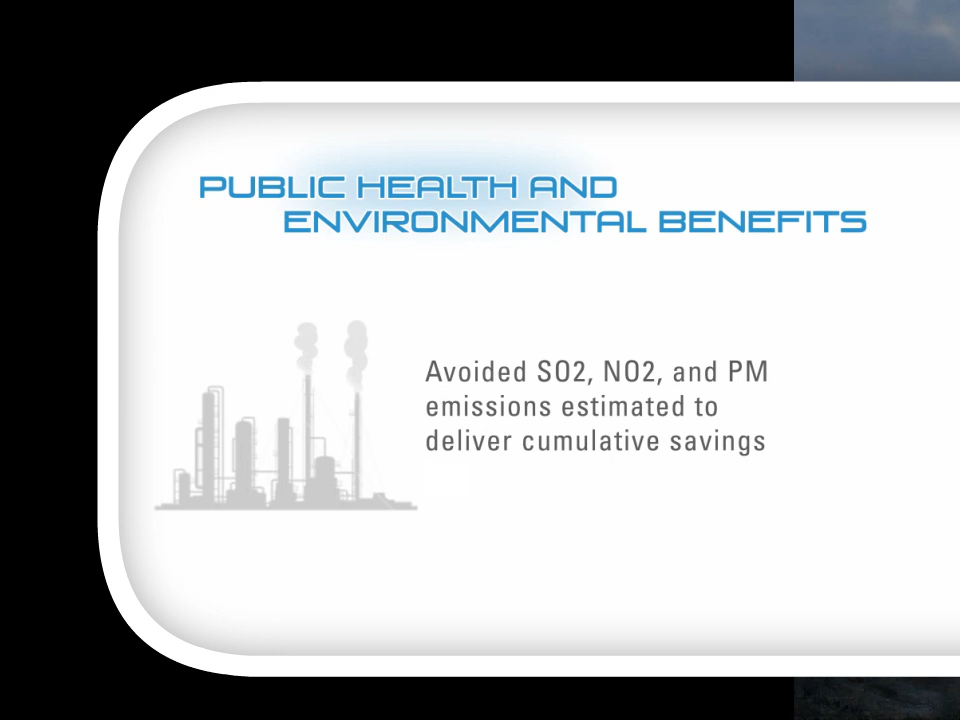 PUBLIC HEALTH AND
ENVIRONMENTAL BENEFITS
Avoided SO2, NO2, and PM
emissions estimated to
deliver cumulative savings